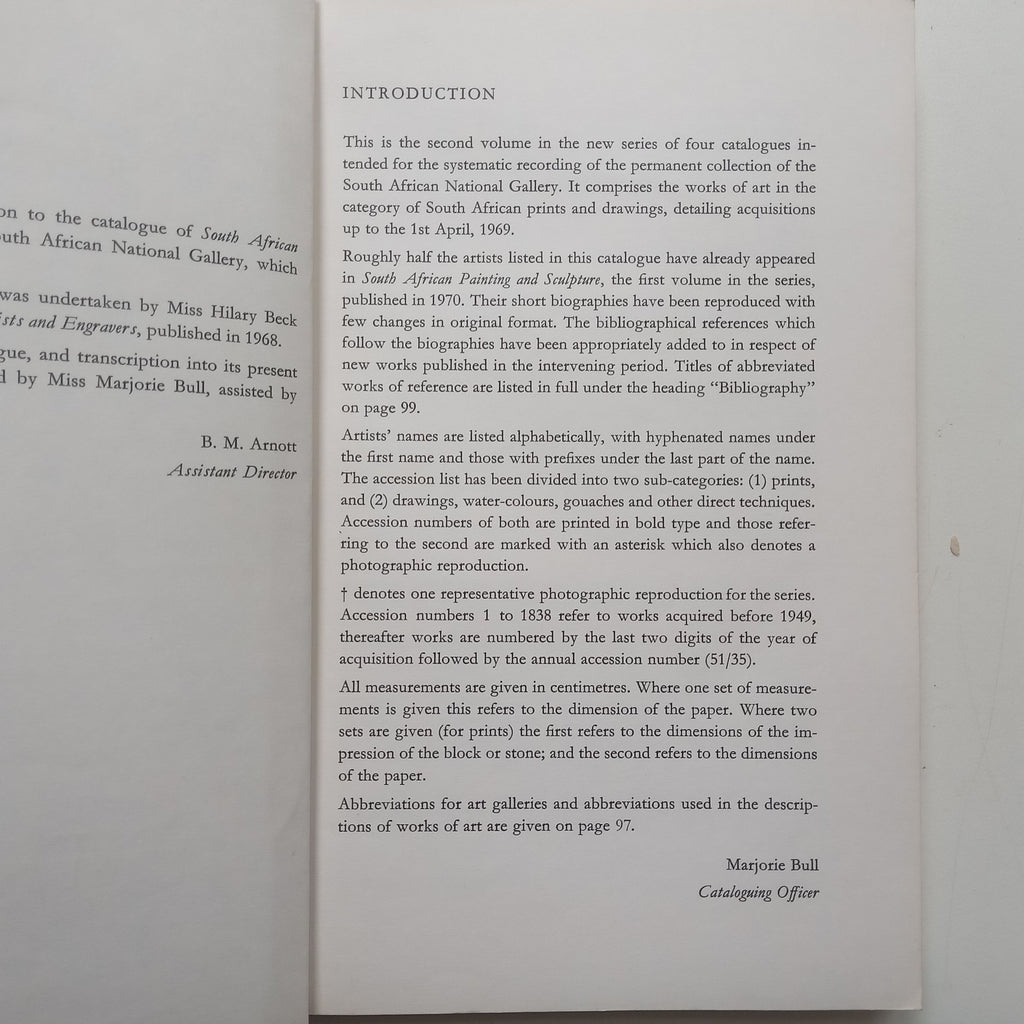 on to the catalogue of South African
uth African National Gallery, which
was undertaken by Miss Hilary Beck
ists and Engravers, published in 1968.
gue, and transcription into its present
d by Miss Marjorie Bull, assisted by
B. M. Arnott
Assistant Director
INTRODUCTION
This is the second volume in the new series of four catalogues in-
tended for the systematic recording of the permanent collection of the
South African National Gallery. It comprises the works of art in the
category of South African prints and drawings, detailing acquisitions
up to the 1st April, 1969.
Roughly half the artists listed in this catalogue have already appeared
in South African Painting and Sculpture, the first volume in the series,
published in 1970. Their short biographies have been reproduced with
few changes in original format. The bibliographical references which
follow the biographies have been appropriately added to in respect of
new works published in the intervening period. Titles of abbreviated
works of reference are listed in full under the heading “Bibliography”
on page 99.
Artists’ names are listed alphabetically, with hyphenated names under
the first name and those with prefixes under the last part of the name.
The accession list has been divided into two sub-categories: (1) prints,
and (2) drawings, water-colours, gouaches and other direct techniques.
Accession numbers of both are printed in bold type and those refer-
ring to the second are marked with an asterisk which also denotes a
photographic reproduction.
† denotes one representative photographic reproduction for the series.
Accession numbers 1 to 1838 refer to works acquired before 1949,
thereafter works are numbered by the last two digits of the year of
acquisition followed by the annual accession number (51/35).
All measurements are given in centimetres. Where one set of measure-
ments is given this refers to the dimension of the paper. Where two
sets are given (for prints) the first refers to the dimensions of the im-
pression of the block or stone; and the second refers to the dimensions
of the paper.
Abbreviations for art galleries and abbreviations used in the descrip-
tions of works of art are given on page 97.
Marjorie Bull
Cataloguing Officer